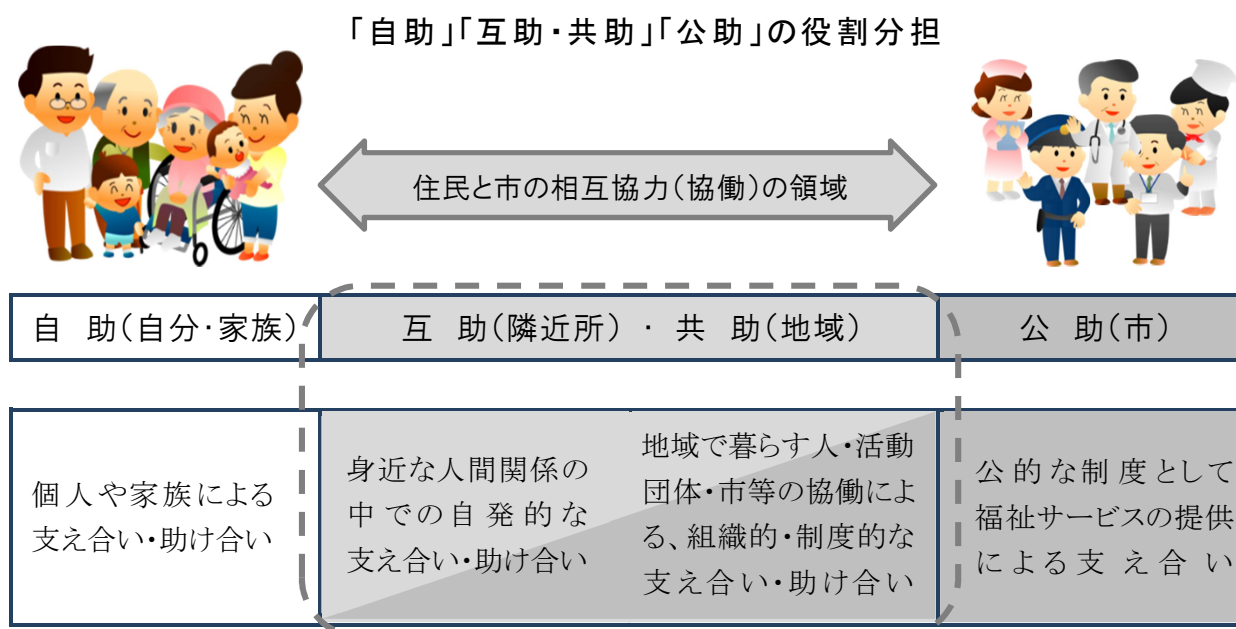 「自助」「互助・共助」「公助」の役割分担
住民と市の相互協力(協働)の領域
自 助(自分・家族)
互 助(隣近所)・共 助(地域)
公 助(市)
個人や家族による
支え合い・助け合い
身近な人間関係の
中での自発的な
支え合い・助け合い
地域で暮らす人・活動
団体・市等の協働によ
る、組織的・制度的な
支え合い・助け合い
公的な制度として
福祉サービスの提供
による支え合い